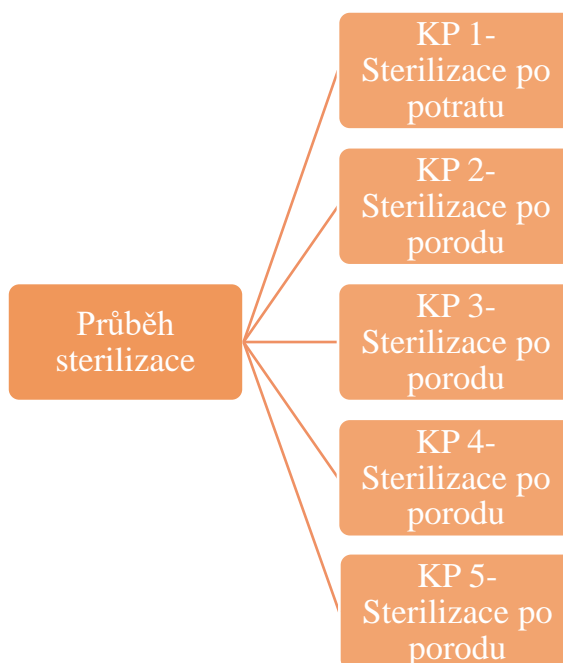 KP 1-
Sterilizace po
potratu
KP 2-
Sterilizace po
porodu
Průběh
sterilizace
KP 3-
Sterilizace po
porodu
KP 4-
Sterilizace po
porodu
KP 5-
Sterilizace po
porodu